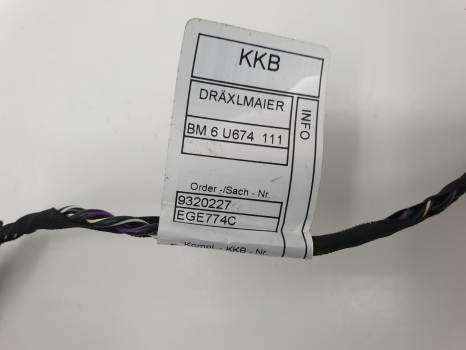 KKB
DRÄXLMAIER
INFO
BM 6 U674 111
Order -/Sach - Nr.
9320227
EGE774C
Kompl. - KKB - Nr.